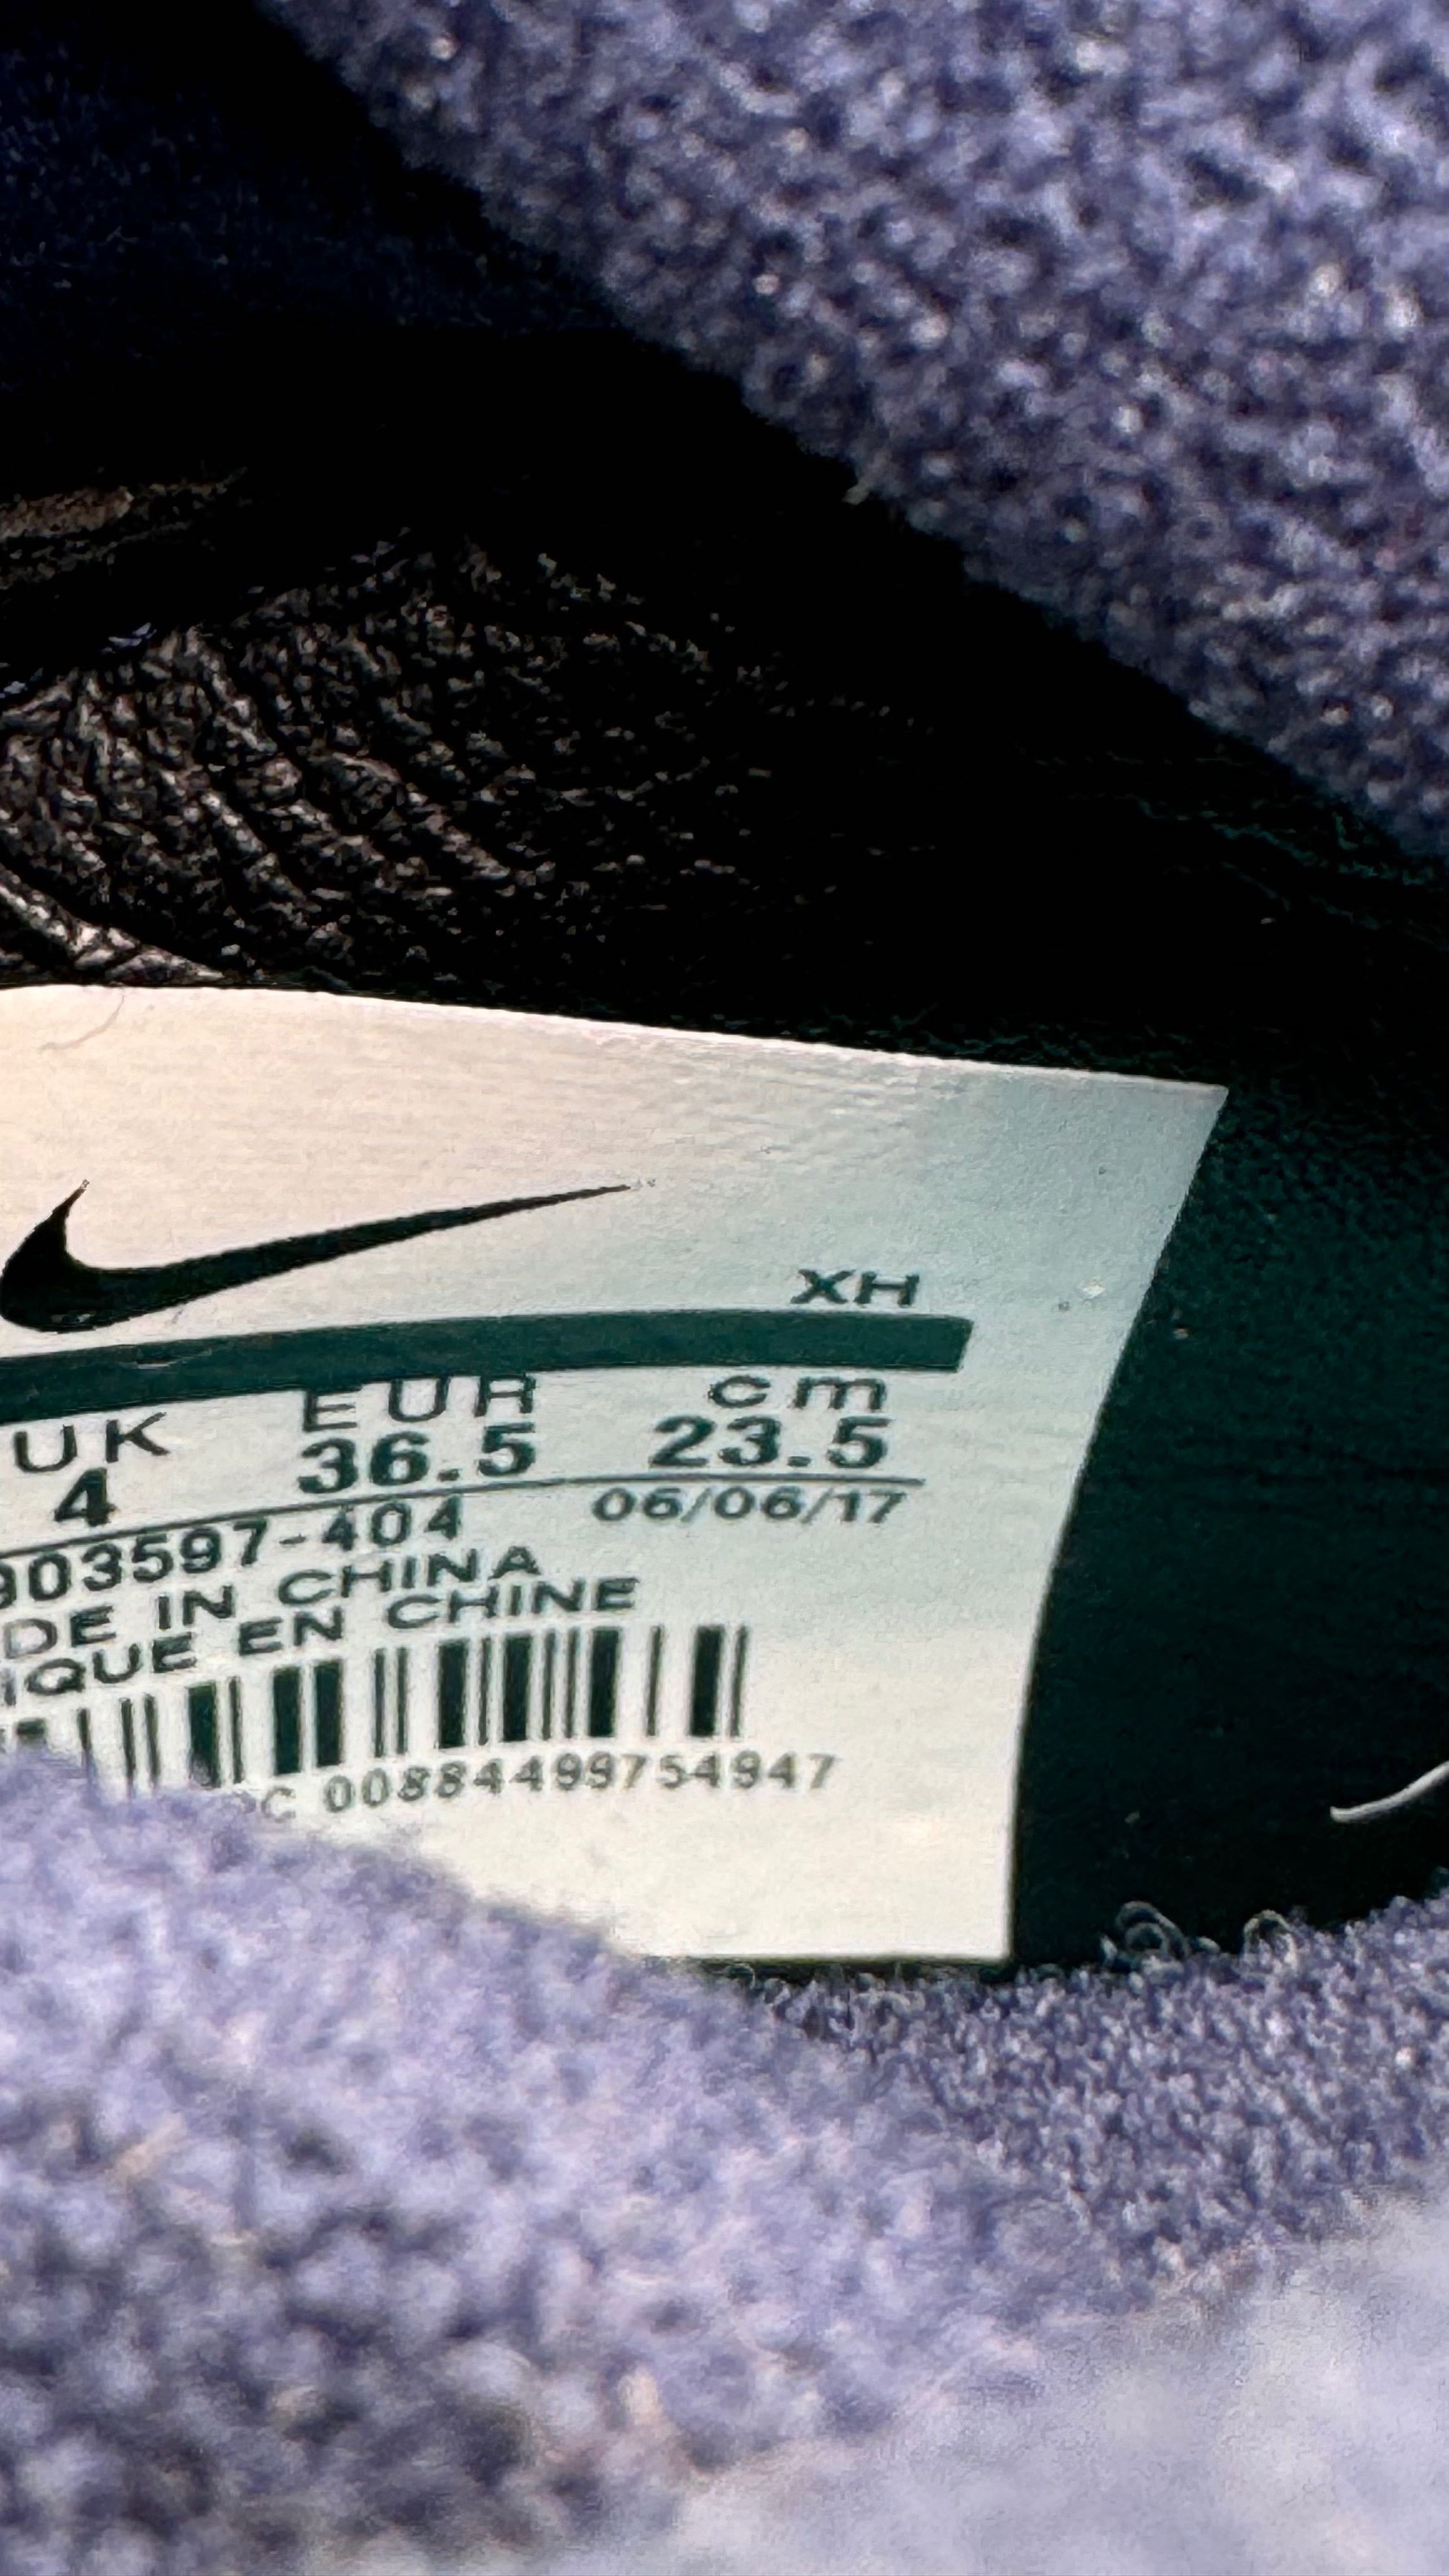 XH
UK EUR cm
4 36.5 23.5
903597-404 06/06/17
DE IN CHINA
IQUE EN CHINE
C 00884499754947